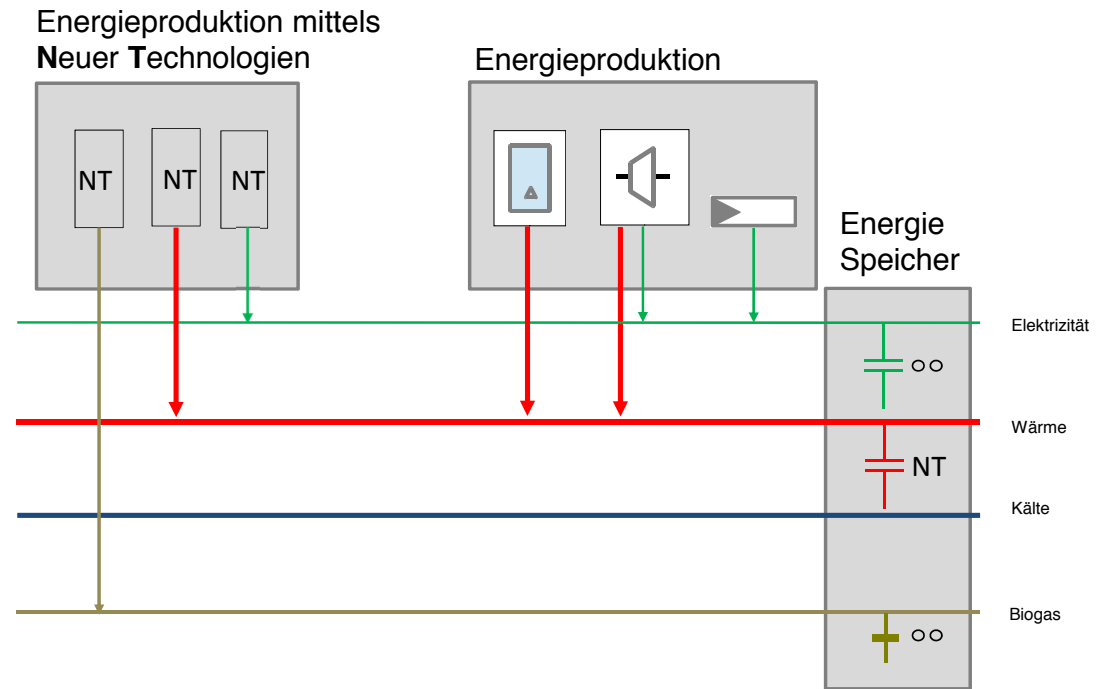 Energieproduktion mittels
Neuer Technologien
Energieproduktion
NT
NT
NT
Energie
Speicher
Elektrizität
Wärme
NT
Kälte
Biogas